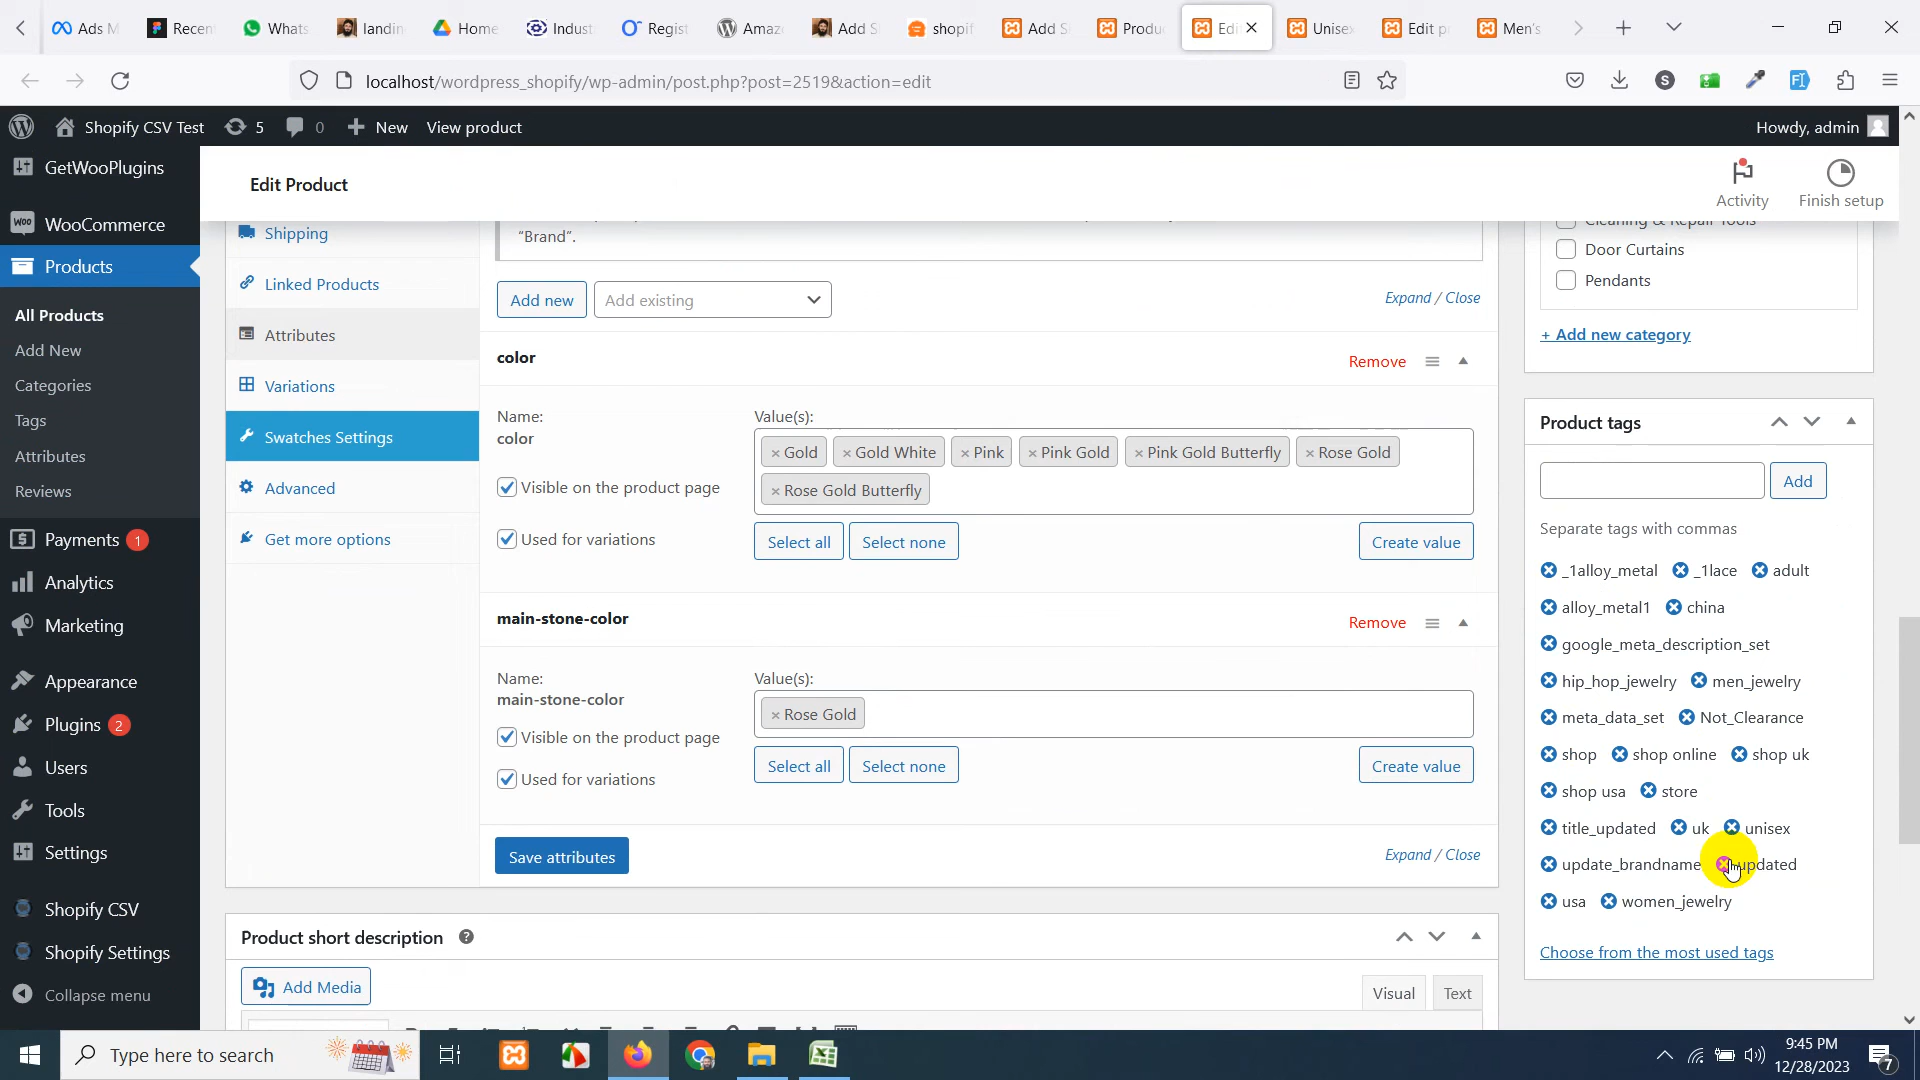 Ads M
Recen
Whats
landin
Home
Indust
Regist
Amaz
Add S
shopif
Add S
Produ
Edi
Unise
Edit p
Men's
localhost/wordpress_shopify/wp-admin/post.php?post=2519&action=edit
Shopify CSV Test
5
0
New
View product
Howdy, admin
GetWooPlugins
WooCommerce
Products
All Products
Add New
Categories
Tags
Attributes
Reviews
Payments 1
Analytics
Marketing
Appearance
Plugins 2
Users
Tools
Settings
Shopify CSV
Shopify Settings
Collapse menu
Edit Product
Activity
Finish setup
Shipping
Linked Products
Attributes
Variations
Swatches Settings
Advanced
Get more options
“Brand”.
Add new
Add existing
Expand / Close
color
Remove
Name:
color
Visible on the product page
Used for variations
Value(s):
× Gold × Gold White × Pink × Pink Gold × Pink Gold Butterfly × Rose Gold
× Rose Gold Butterfly
Select all
Select none
Create value
main-stone-color
Remove
Name:
main-stone-color
Visible on the product page
Used for variations
Value(s):
× Rose Gold
Select all
Select none
Create value
Save attributes
Expand / Close
Product short description
Add Media
Visual
Text
Cleaning & Repair Tools
Door Curtains
Pendants
+ Add new category
Product tags
Add
Separate tags with commas
_1alloy_metal _1lace adult
alloy_metal1 china
google_meta_description_set
hip_hop_jewelry men_jewelry
meta_data_set Not_Clearance
shop shop online shop uk
shop usa store
title_updated uk unisex
update_brandname updated
usa women_jewelry
Choose from the most used tags
Type here to search
9:45 PM
12/28/2023
7